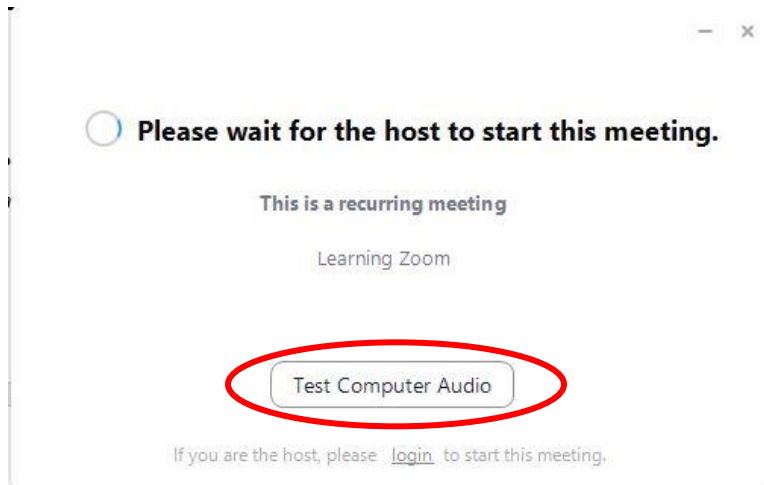 Please wait for the host to start this meeting.
This is a recurring meeting
Learning Zoom
Test Computer Audio
If you are the host, please login to start this meeting.